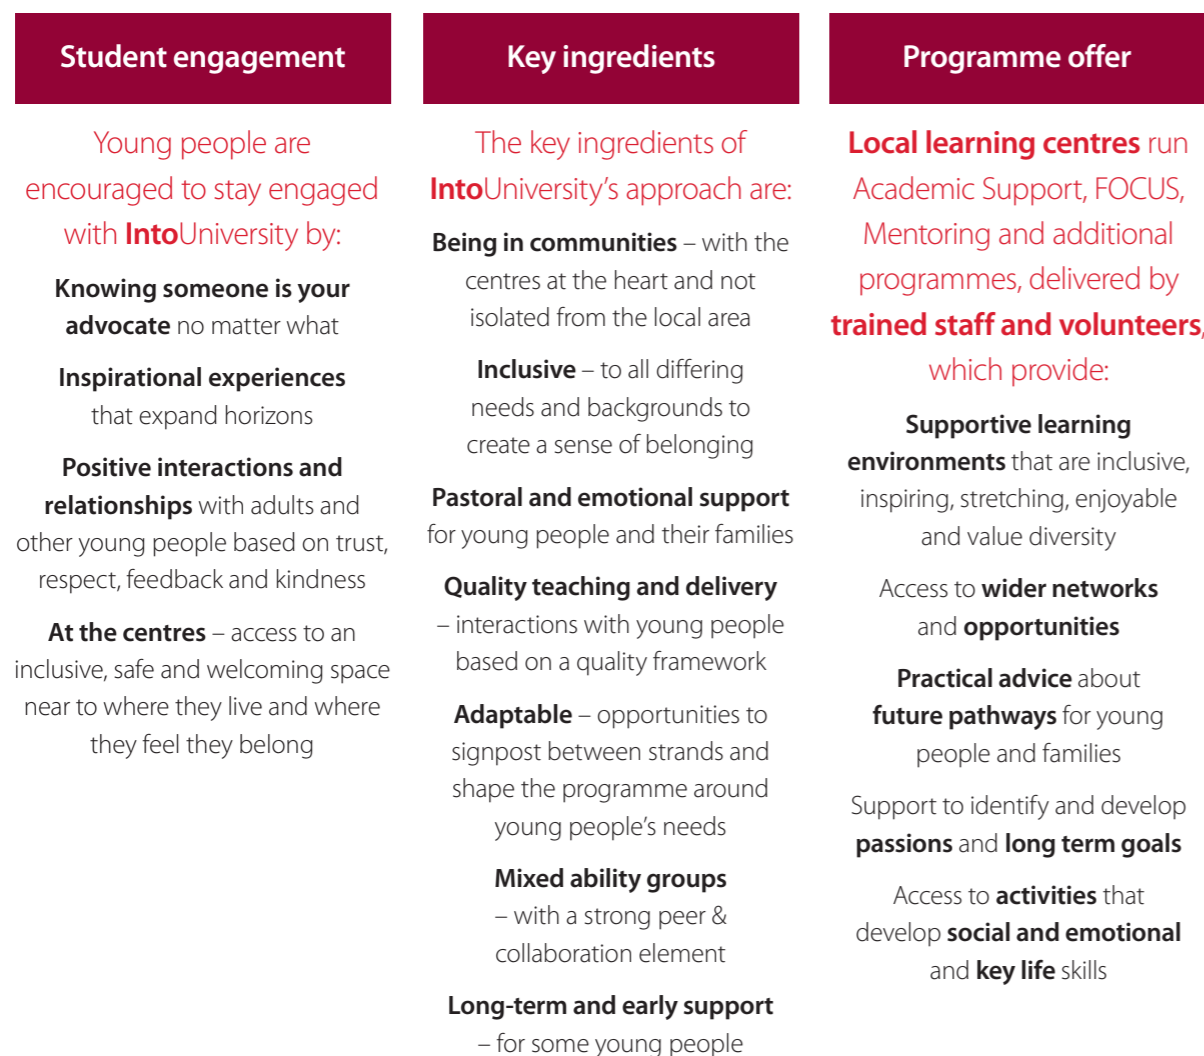 Student engagement
Young people are
encouraged to stay engaged
with IntoUniversity by:
Knowing someone is your
advocate no matter what
Inspirational experiences
that expand horizons
Positive interactions and
relationships with adults and
other young people based on trust,
respect, feedback and kindness
At the centres – access to an
inclusive, safe and welcoming space
near to where they live and where
they feel they belong
Key ingredients
The key ingredients of
IntoUniversity’s approach are:
Being in communities – with the
centres at the heart and not
isolated from the local area
Inclusive – to all differing
needs and backgrounds to
create a sense of belonging
Pastoral and emotional support
for young people and their families
Quality teaching and delivery
– interactions with young people
based on a quality framework
Adaptable – opportunities to
signpost between strands and
shape the programme around
young people’s needs
Mixed ability groups
– with a strong peer &
collaboration element
Long-term and early support
– for some young people
Programme offer
Local learning centres run
Academic Support, FOCUS,
Mentoring and additional
programmes, delivered by
trained staff and volunteers,
which provide:
Supportive learning
environments that are inclusive,
inspiring, stretching, enjoyable
and value diversity
Access to wider networks
and opportunities
Practical advice about
future pathways for young
people and families
Support to identify and develop
passions and long term goals
Access to activities that
develop social and emotional
and key life skills